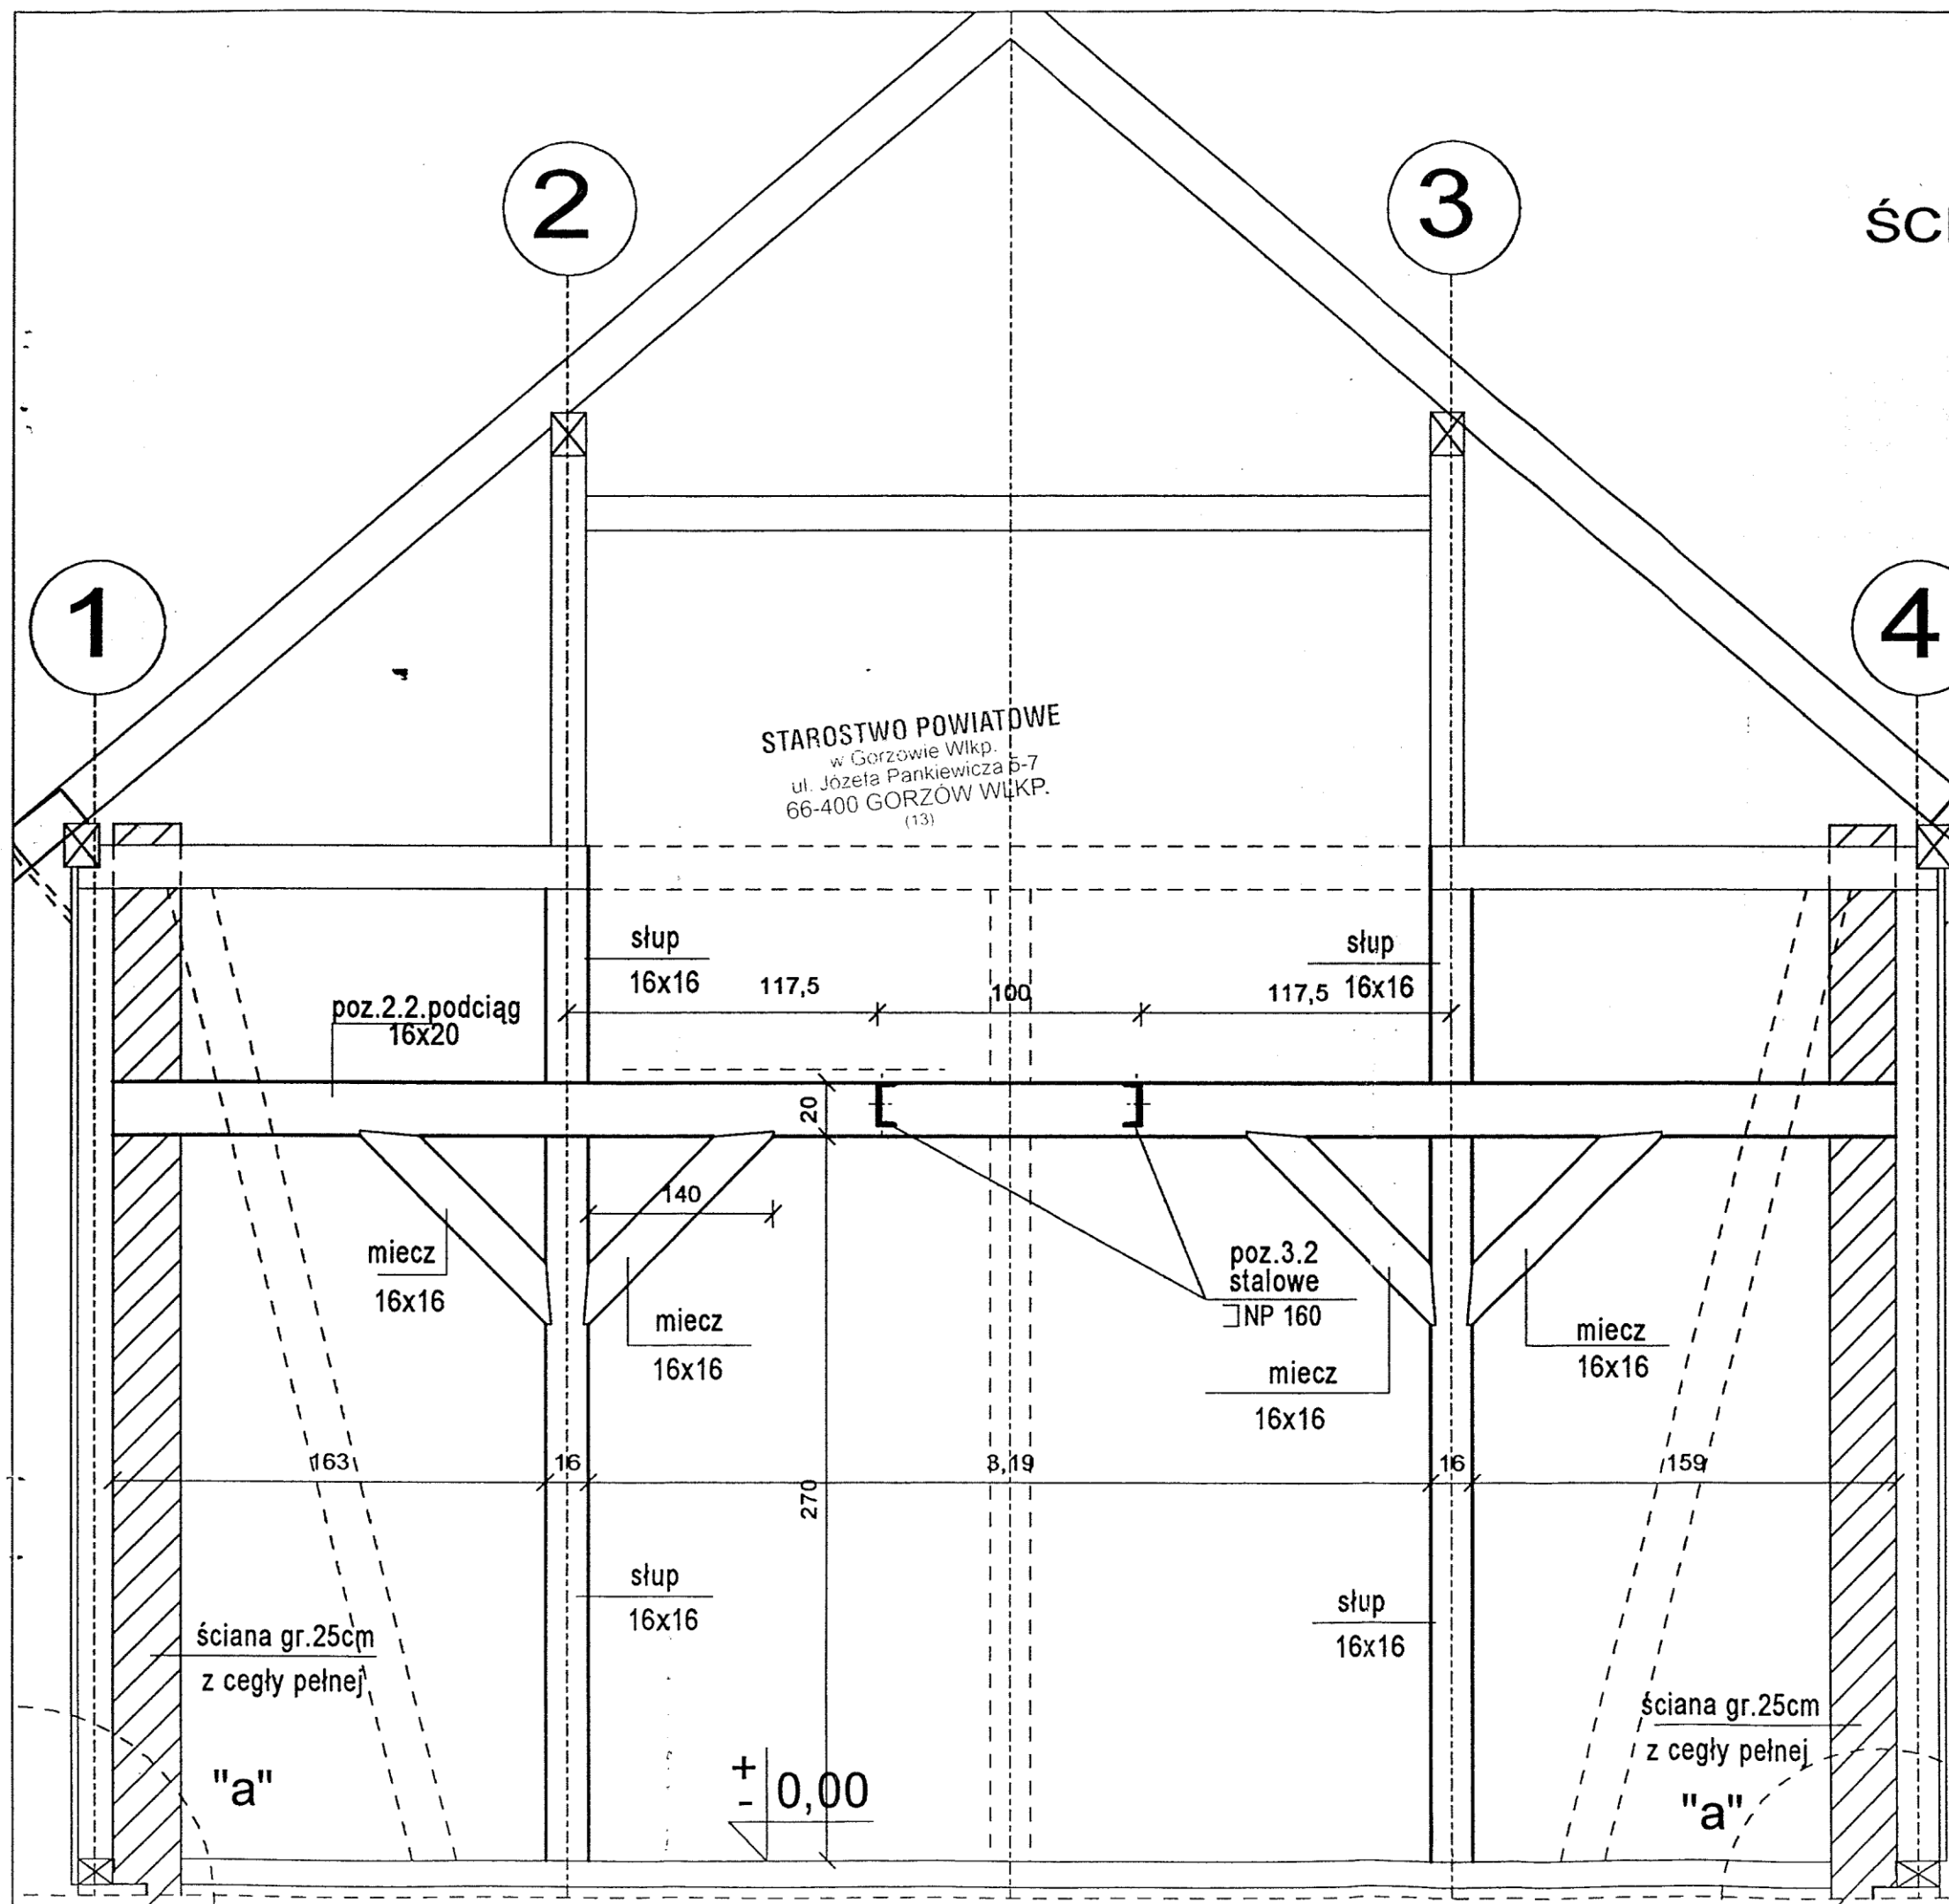 2
3
1
4
STAROSTWO POWIATOWE
w Gorzowie Wlkp.
ul. Józefa Pankiewicza 5-7
66-400 GORZÓW WLKP.
(13)
słup
16x16
117,5
100
117,5
słup
16x16
poz.2.2.podciąg
16x20
20
140
miecz
16x16
miecz
16x16
poz.3.2
stalowe
NP 160
miecz
16x16
miecz
16x16
163
16
270
3,19
16
159
słup
16x16
słup
16x16
ściana gr.25cm
z cegły pełnej
ściana gr.25cm
z cegły pełnej
"a"
+
- 0,00
"a"